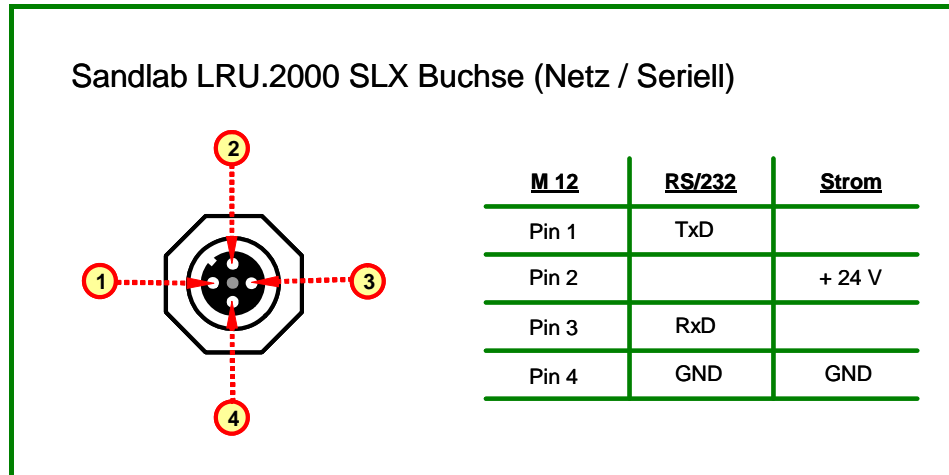 Sandlab LRU.2000 SLX Buchse (Netz / Seriell)
2
1
3
4
M 12 RS/232 Strom
Pin 1 TxD
Pin 2 + 24 V
Pin 3 RxD
Pin 4 GND GND